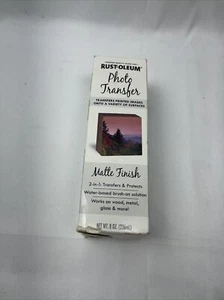 RUST-OLEUM
Photo
Transfer
TRANSFERS PRINTED IMAGES
ONTO A VARIETY OF SURFACES
Matte Finish
2-in-1: Transfers & Protects
Water-based brush-on solution
Works on wood, metal,
glass & more!
NET WT. 8 OZ. (236mL)